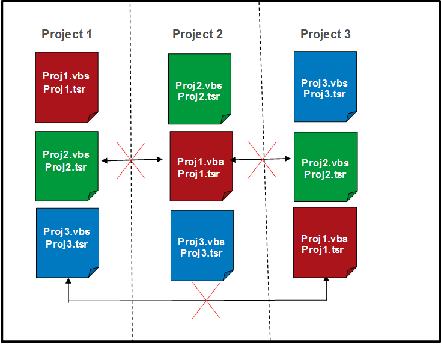 Project 1
Project 2
Project 3
Proj1.vbs
Proj1.tsr
Proj2.vbs
Proj2.tsr
Proj3.vbs
Proj3.tsr
Proj2.vbs
Proj2.tsr
Proj1.vbs
Proj1.tsr
Proj2.vbs
Proj2.tsr
Proj3.vbs
Proj3.tsr
Proj3.vbs
Proj3.tsr
Proj1.vbs
Proj1.tsr